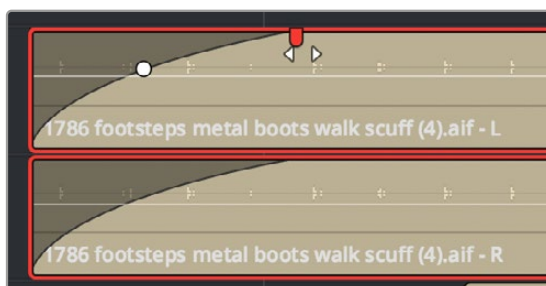 1786 footsteps metal boots walk scuff (4).aif - L
1786 footsteps metal boots walk scuff (4).aif - R